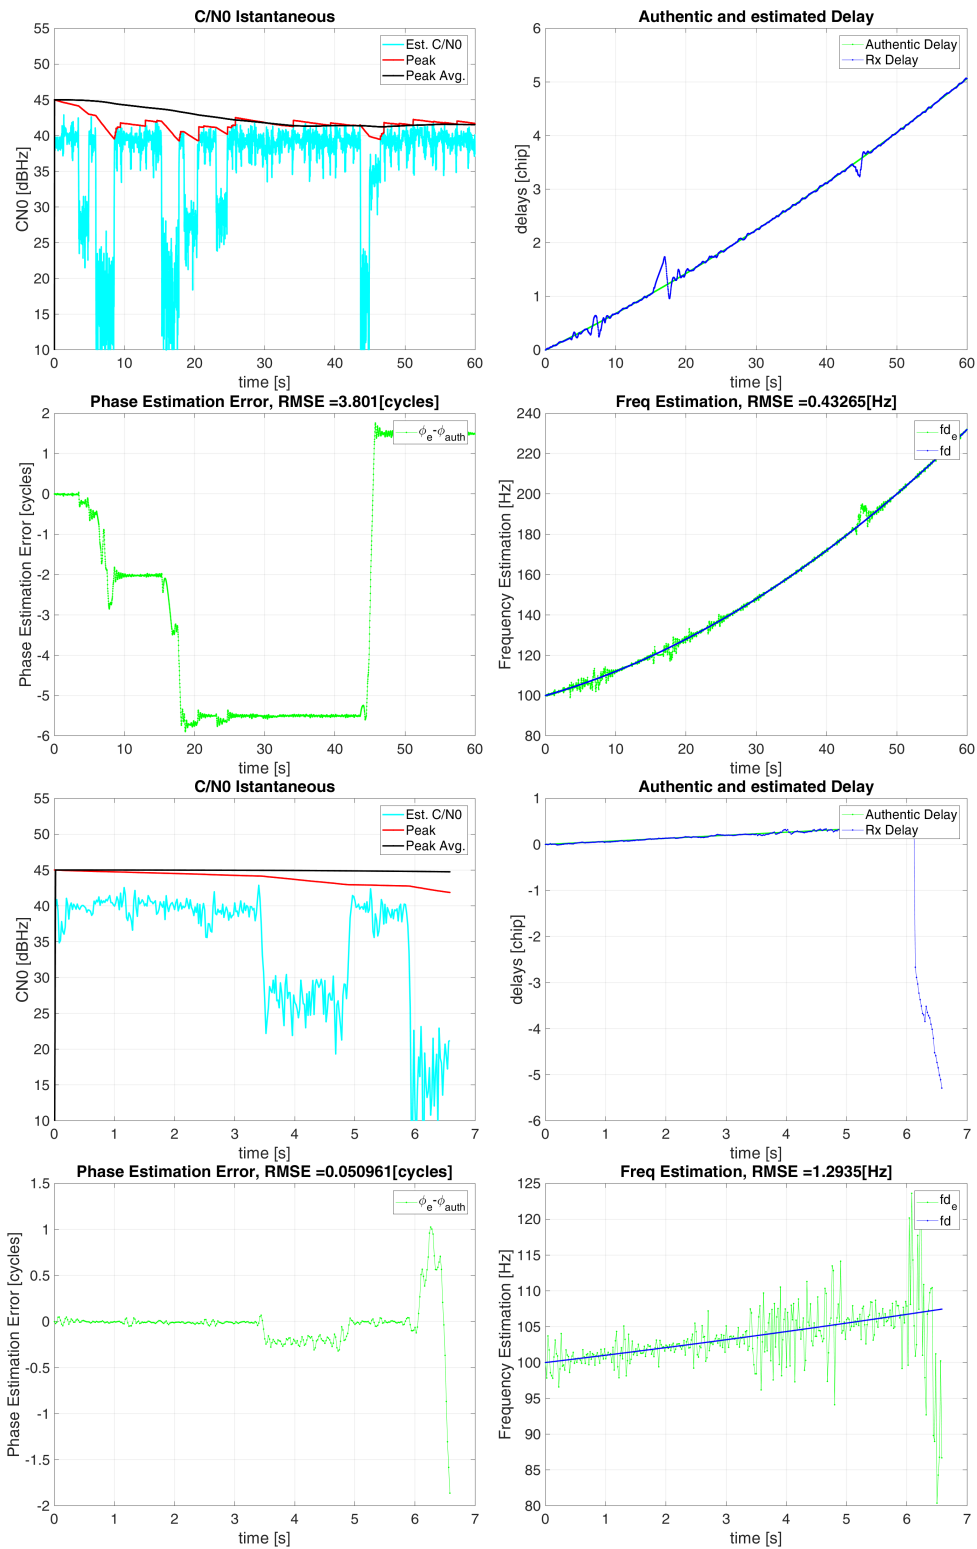 C/N0 Istantaneous
55
50
45
40
35
30
25
20
15
10
CN0 [dBHz]
Est. C/N0
Peak
Peak Avg.
0 10 20 30 40 50 60
time [s]
Authentic and estimated Delay
6
5
4
3
2
1
0
delays [chip]
Authentic Delay
Rx Delay
0 10 20 30 40 50 60
time [s]
Phase Estimation Error, RMSE =3.801[cycles]
2
1
0
-1
-2
-3
-4
-5
-6
Phase Estimation Error [cycles]
ϕe-ϕauth
0 10 20 30 40 50 60
time [s]
Freq Estimation, RMSE =0.43265[Hz]
240
220
200
180
160
140
120
100
80
Frequency Estimation [Hz]
fde
fd
0 10 20 30 40 50 60
time [s]
C/N0 Istantaneous
55
50
45
40
35
30
25
20
15
10
CN0 [dBHz]
Est. C/N0
Peak
Peak Avg.
0 1 2 3 4 5 6 7
time [s]
Authentic and estimated Delay
1
0
-1
-2
-3
-4
-5
-6
delays [chip]
Authentic Delay
Rx Delay
0 1 2 3 4 5 6 7
time [s]
Phase Estimation Error, RMSE =0.050961[cycles]
1.5
1
0.5
0
-0.5
-1
-1.5
-2
Phase Estimation Error [cycles]
ϕe-ϕauth
0 1 2 3 4 5 6 7
time [s]
Freq Estimation, RMSE =1.2935[Hz]
125
120
115
110
105
100
95
90
85
80
Frequency Estimation [Hz]
fde
fd
0 1 2 3 4 5 6 7
time [s]